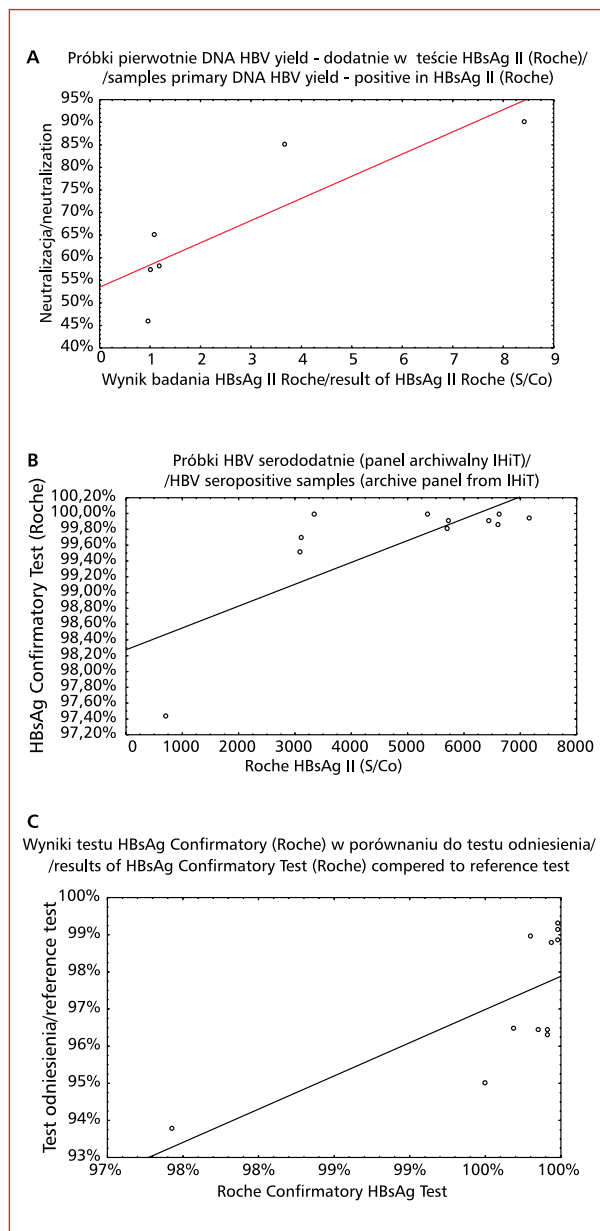 A
Próbki pierwotnie DNA HBV yield - dodatnie w teście HBsAg II (Roche)/
/samples primary DNA HBV yield - positive in HBsAg II (Roche)
Neutralizacja/neutralization
95%
90%
85%
80%
75%
70%
65%
60%
55%
50%
45%
40%
0 1 2 3 4 5 6 7 8 9
Wynik badania HBsAg II Roche/result of HBsAg II Roche (S/Co)
B
Próbki HBV serododatnie (panel archiwalny IHiT)/
/HBV seropositive samples (archive panel from IHiT)
HBsAg Confirmatory Test (Roche)
100,20%
99,80%
99,60%
99,40%
99,20%
99,00%
98,80%
98,60%
98,40%
98,20%
98,00%
97,80%
97,60%
97,40%
97,20%
0 1000 2000 3000 4000 5000 6000 7000 8000
Roche HBsAg II (S/Co)
C
Wyniki testu HBsAg Confirmatory (Roche) w porównaniu do testu odniesienia/
/results of HBsAg Confirmatory Test (Roche) compered to reference test
Test odniesienia/reference test
100%
99%
98%
97%
96%
95%
94%
93%
97% 98% 98% 99% 99% 100% 100%
Roche Confirmatory HBsAg Test